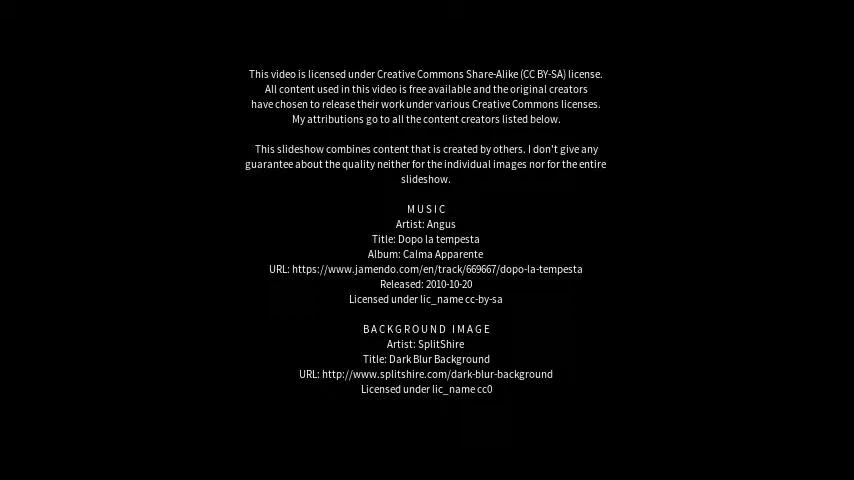 This video is licensed under Creative Commons Share-Alike (CC BY-SA) license.
All content used in this video is free available and the original creators
have chosen to release their work under various Creative Commons licenses.
My attributions go to all the content creators listed below.
This slideshow combines content that is created by others. I don't give any
guarantee about the quality neither for the individual images nor for the entire
slideshow.
MUSIC
Artist: Angus
Title: Dopo la tempesta
Album: Calma Apparente
URL: https://www.jamendo.com/en/track/669667/dopo-la-tempesta
Released: 2010-10-20
Licensed under lic_name cc-by-sa
BACKGROUND IMAGE
Artist: SplitShire
Title: Dark Blur Background
URL: http://www.splitshire.com/dark-blur-background
Licensed under lic_name cc0